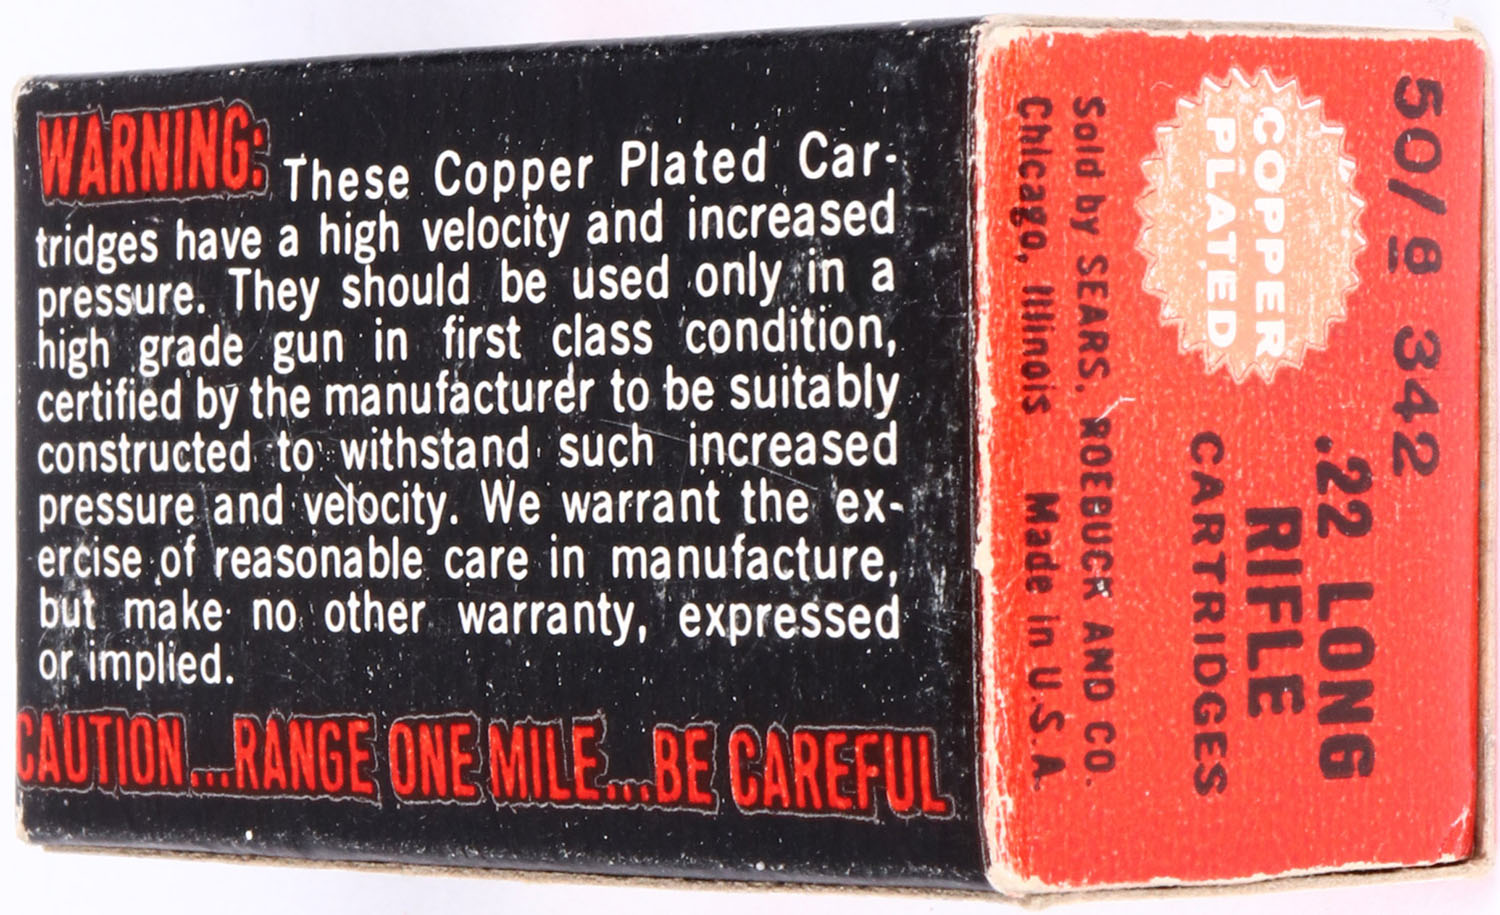 WARNING: These Copper Plated Car-
tridges have a high velocity and increased
pressure. They should be used only in a
high grade gun in first class condition,
certified by the manufacturer to be suitably
constructed to withstand such increased
pressure and velocity. We warrant the ex-
ercise of reasonable care in manufacture,
but make no other warranty, expressed
or implied.
CAUTION...RANGE ONE MILE...BE CAREFUL
50/8 342
.22 LONG
RIFLE
CARTRIDGES
COPPER
PLATED
Sold by SEARS, ROEBUCK AND CO.
Chicago, Illinois Made in U.S.A.